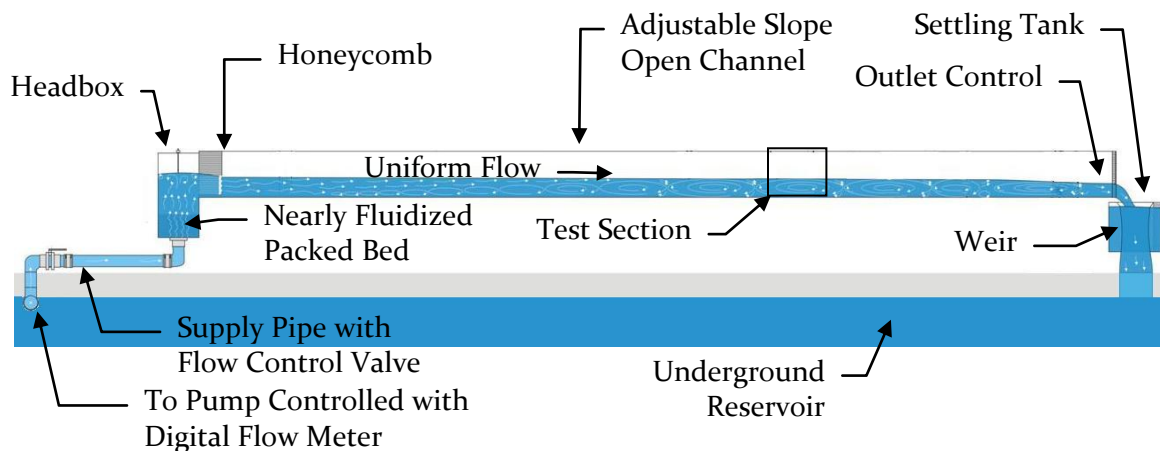 Adjustable Slope
Open Channel
Settling Tank
Honeycomb
Outlet Control
Headbox
Uniform Flow
Nearly Fluidized
Packed Bed
Test Section
Weir
Supply Pipe with
Flow Control Valve
Underground
Reservoir
To Pump Controlled with
Digital Flow Meter